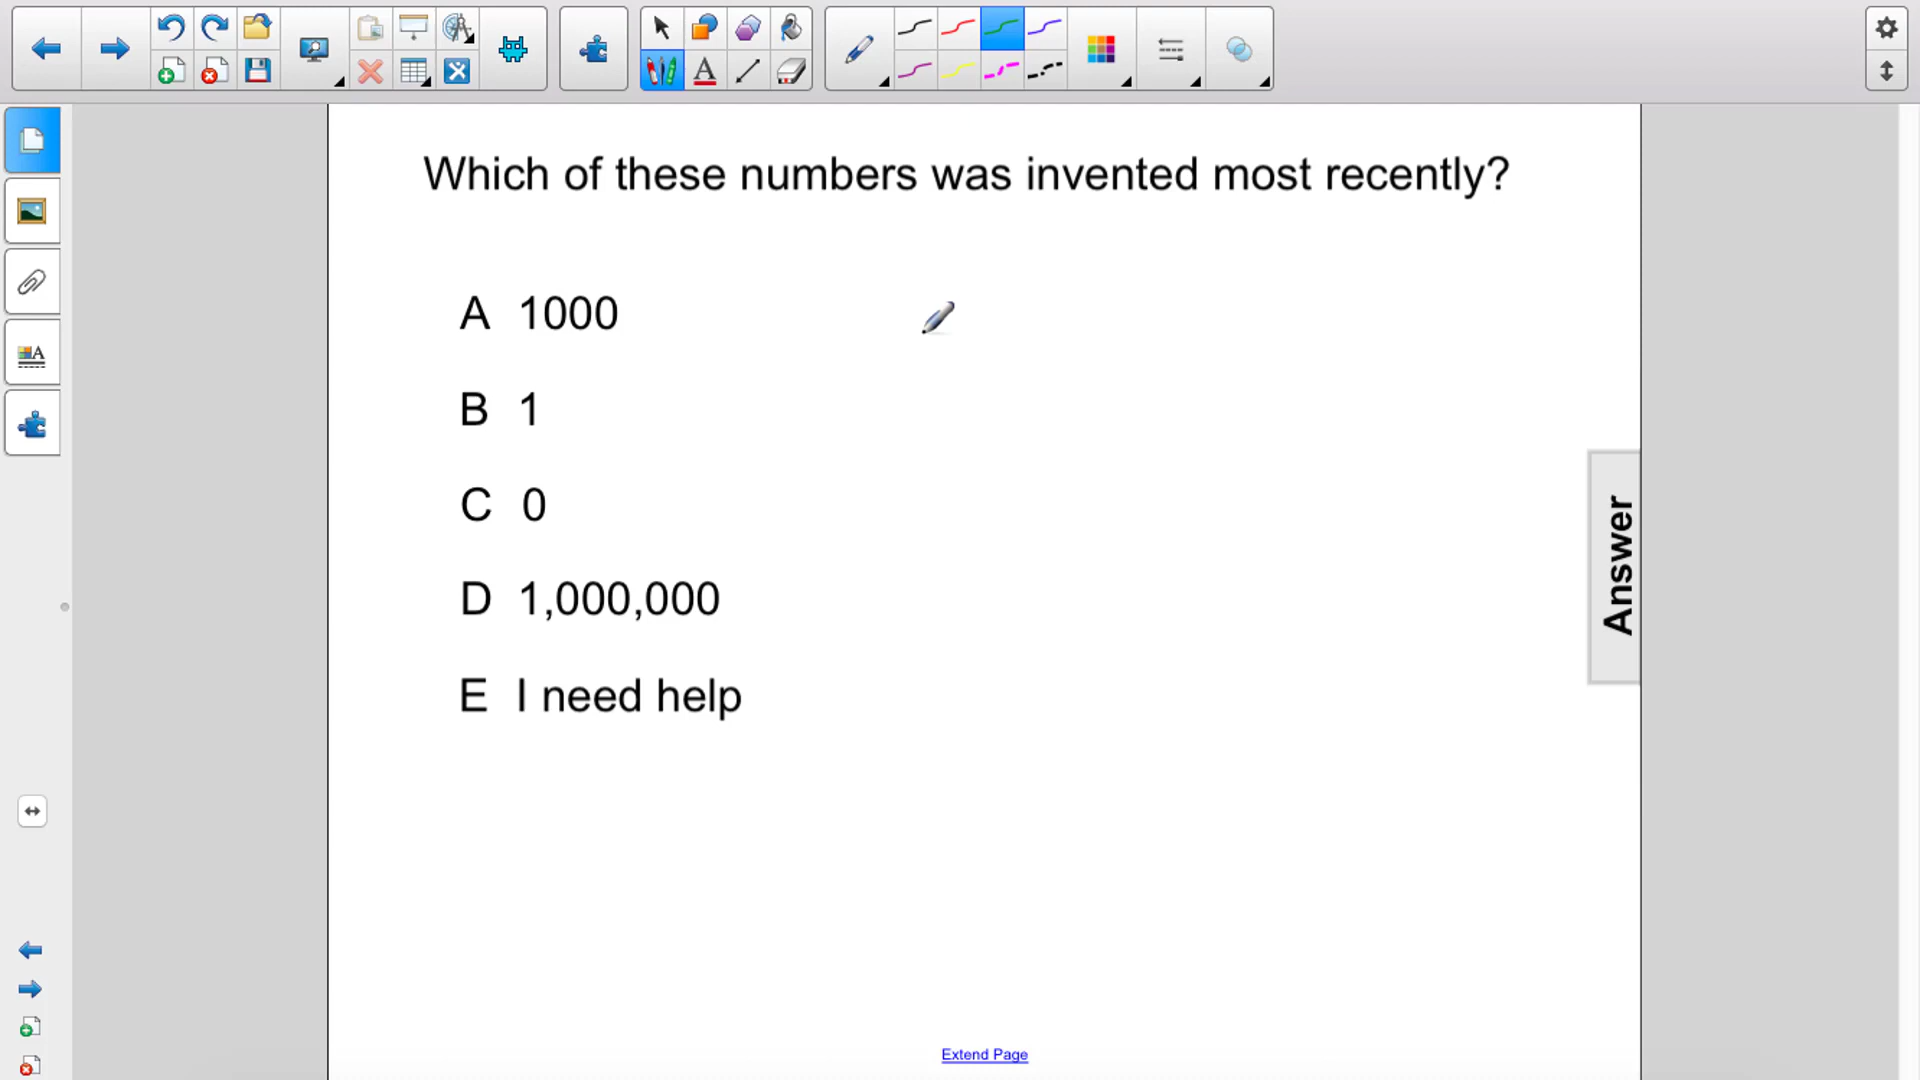 Which of these numbers was invented most recently?
A 1000
B 1
C 0
D 1,000,000
E I need help
Answer
Extend Page